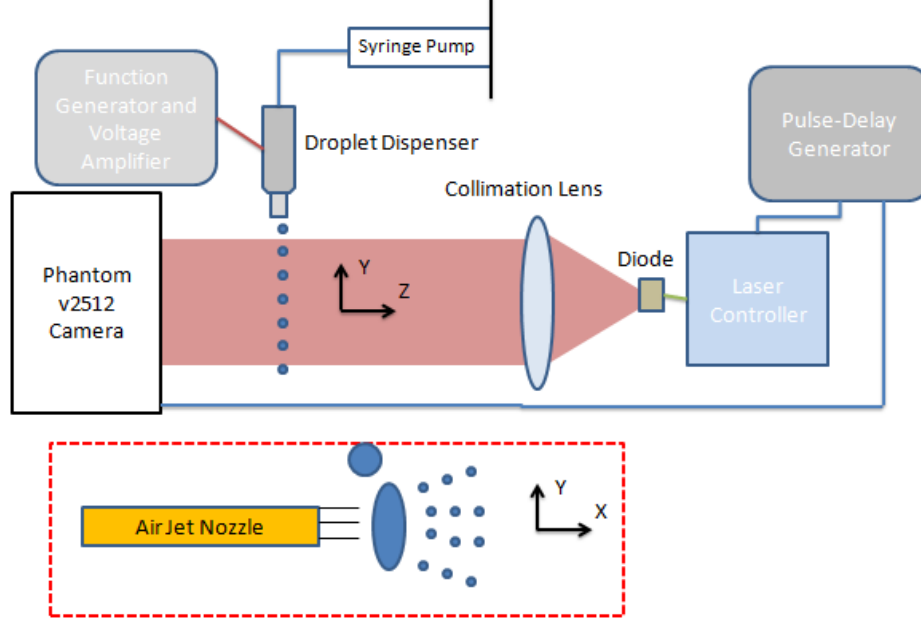 Syringe Pump
Function
Generator and
Voltage
Amplifier
Droplet Dispenser
Pulse-Delay
Generator
Collimation Lens
Phantom
v2512
Camera
Y
Z
Diode
Laser
Controller
Air Jet Nozzle
Y
X